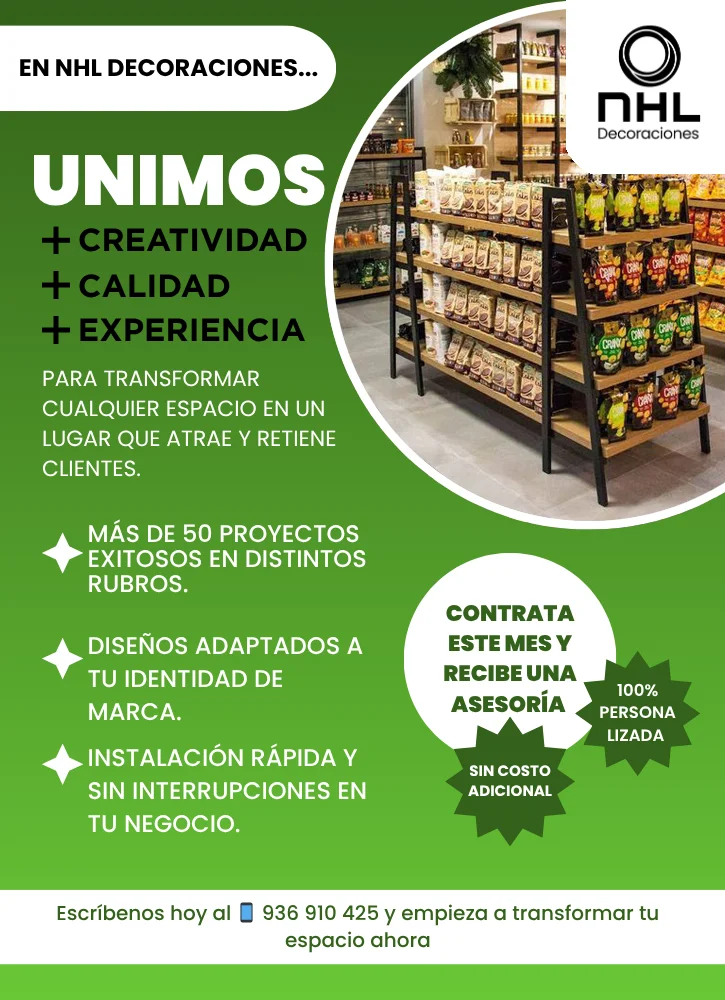 EN NHL DECORACIONES...
nHL
Decoraciones
UNIMOS
+ CREATIVIDAD
+ CALIDAD
+ EXPERIENCIA
PARA TRANSFORMAR
CUALQUIER ESPACIO EN UN
LUGAR QUE ATRAE Y RETIENE
CLIENTES.
MÁS DE 50 PROYECTOS
EXITOSOS EN DISTINTOS
RUBROS.
DISEÑOS ADAPTADOS A
TU IDENTIDAD DE
MARCA.
INSTALACIÓN RÁPIDA Y
SIN INTERRUPCIONES EN
TU NEGOCIO.
CONTRATA
ESTE MES Y
RECIBE UNA
ASESORÍA
100%
PERSONA
LIZADA
SIN COSTO
ADICIONAL
Escríbenos hoy al 📱 936 910 425 y empieza a transformar tu
espacio ahora